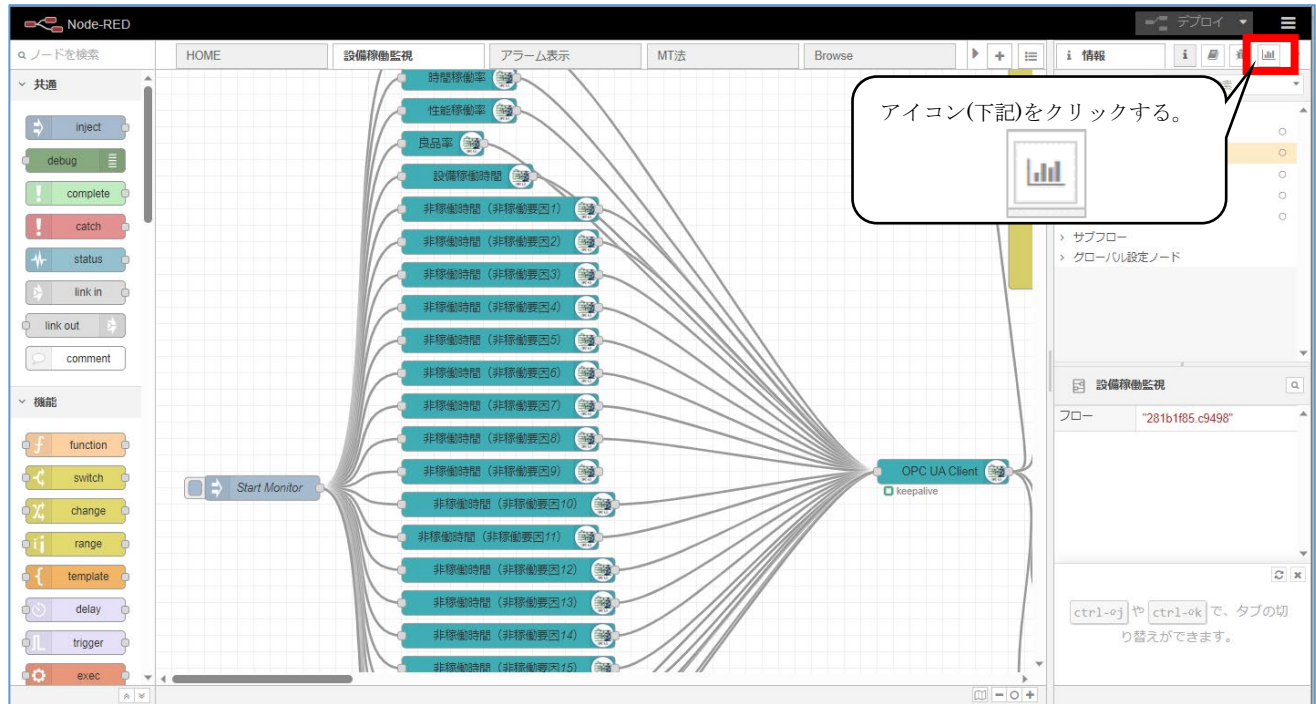 Node-RED
デプロイ
ノードを検索
HOME
設備稼働監視
アラーム表示
MT法
Browse
情報
共通
inject
debug
complete
catch
status
link in
link out
comment
機能
function
switch
change
range
template
delay
trigger
exec
時間稼働率
性能稼働率
良品率
設備稼働時間
非稼働時間（非稼働要因1）
非稼働時間（非稼働要因2）
非稼働時間（非稼働要因3）
非稼働時間（非稼働要因4）
非稼働時間（非稼働要因5）
非稼働時間（非稼働要因6）
非稼働時間（非稼働要因7）
非稼働時間（非稼働要因8）
非稼働時間（非稼働要因9）
非稼働時間（非稼働要因10）
非稼働時間（非稼働要因11）
非稼働時間（非稼働要因12）
非稼働時間（非稼働要因13）
非稼働時間（非稼働要因14）
非稼働時間（非稼働要因15）
Start Monitor
OPC UA Client
keepalive
アイコン(下記)をクリックする。
サブフロー
グローバル設定ノード
設備稼働監視
フロー "281b1f85.c9498"
ctrl-⇧j や ctrl-⇧k で、タブの切
り替えができます。